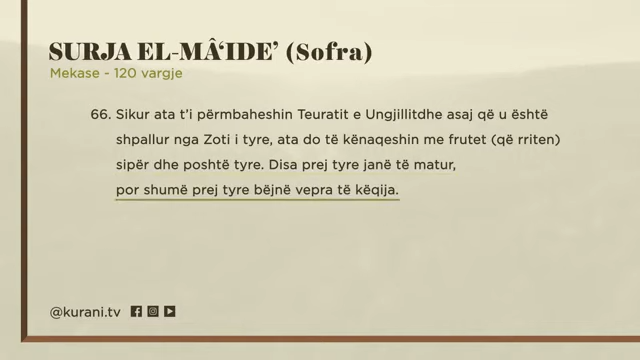 SURJA EL-MÂ‘IDE’ (Sofra)
Mekase - 120 vargje
66. Sikur ata t’i përmbaheshin Teuratit e Ungjillitdhe asaj që u është
shpallur nga Zoti i tyre, ata do të kënaqeshin me frutet (që rriten)
sipër dhe poshtë tyre. Disa prej tyre janë të matur,
por shumë prej tyre bëjnë vepra të këqija.
@kurani.tv